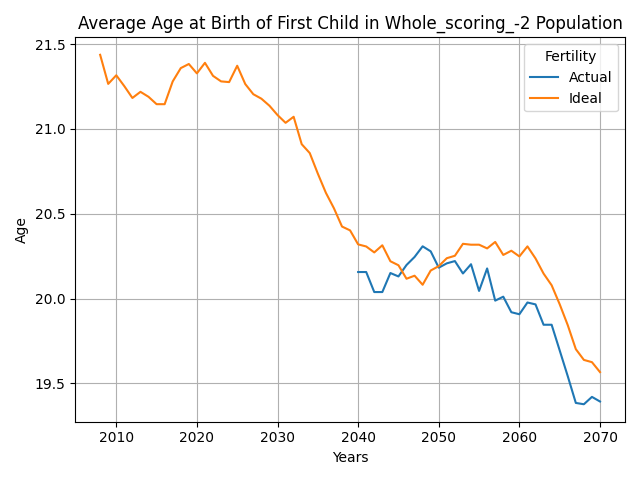 Average Age at Birth of First Child in Whole_scoring_-2 Population
Fertility
Actual
Ideal
Age
21.5
21.0
20.5
20.0
19.5
2010 2020 2030 2040 2050 2060 2070
Years